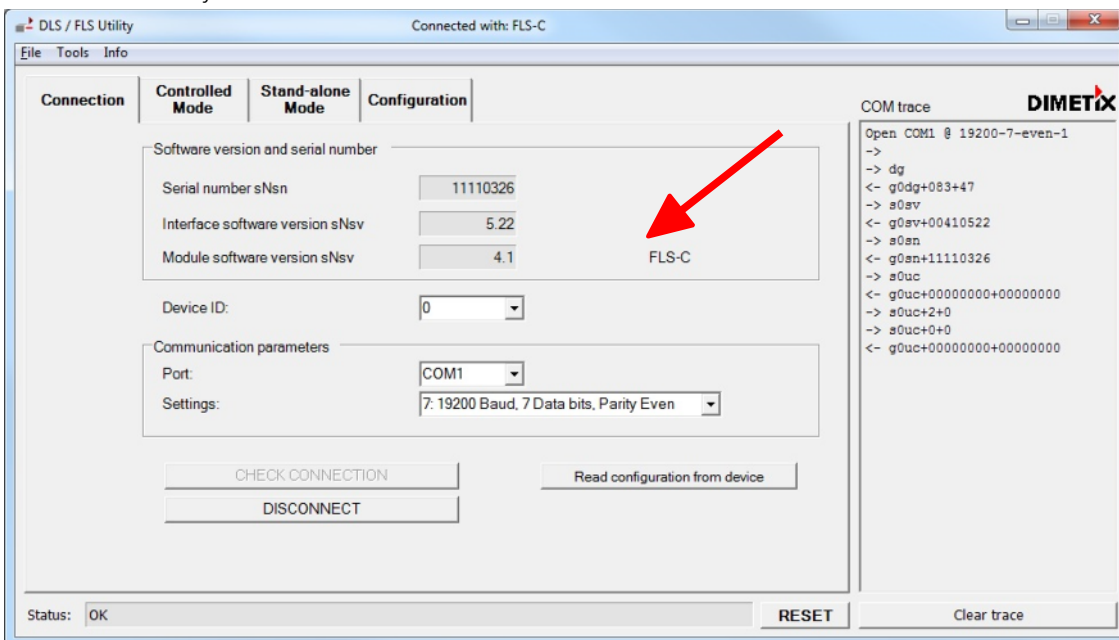 DLS / FLS Utility
Connected with: FLS-C
File Tools Info
Connection
Controlled Mode
Stand-alone Mode
Configuration
Software version and serial number
Serial number sNsn 11110326
Interface software version sNsv 5.22
Module software version sNsv 4.1 FLS-C
Device ID: 0
Communication parameters
Port: COM1
Settings: 7: 19200 Baud, 7 Data bits, Parity Even
CHECK CONNECTION
Read configuration from device
DISCONNECT
COM trace
DIMETIX
Open COM1 @ 19200-7-even-1
->
-> dg
<- g0dg+083+47
-> s0sv
<- g0sv+00410522
-> s0sn
<- g0sn+11110326
-> s0uc
<- g0uc+00000000+00000000
-> s0uc+2+0
-> s0uc+0+0
<- g0uc+00000000+00000000
Status: OK
RESET
Clear trace